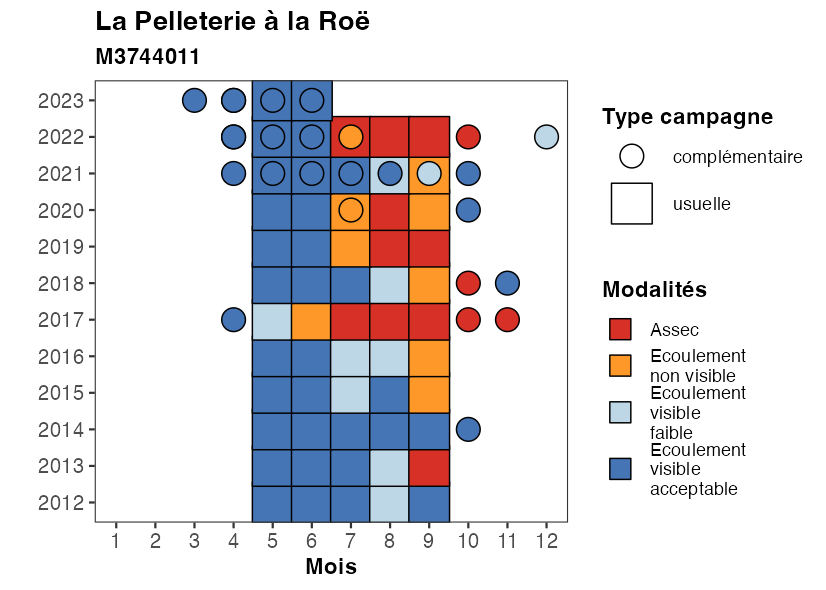 La Pelleterie à la Roë
M3744011
2023
2022
2021
2020
2019
2018
2017
2016
2015
2014
2013
2012
1 2 3 4 5 6 7 8 9 10 11 12
Mois
Type campagne
complémentaire
usuelle
Modalités
Assec
Ecoulement
non visible
Ecoulement
visible
faible
Ecoulement
visible
acceptable